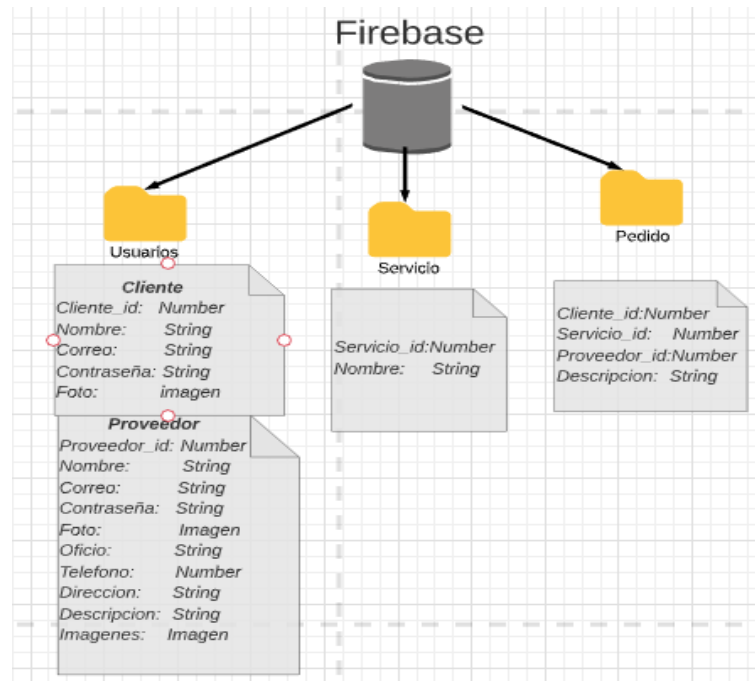 Firebase
Usuarios
Cliente
Cliente_id: Number
Nombre: String
Correo: String
Contraseña: String
Foto: imagen
Proveedor
Proveedor_id: Number
Nombre: String
Correo: String
Contraseña: String
Foto: Imagen
Oficio: String
Telefono: Number
Direccion: String
Descripcion: String
Imagenes: Imagen
Servicio
Servicio_id:Number
Nombre: String
Pedido
Cliente_id:Number
Servicio_id: Number
Proveedor_id:Number
Descripcion: String